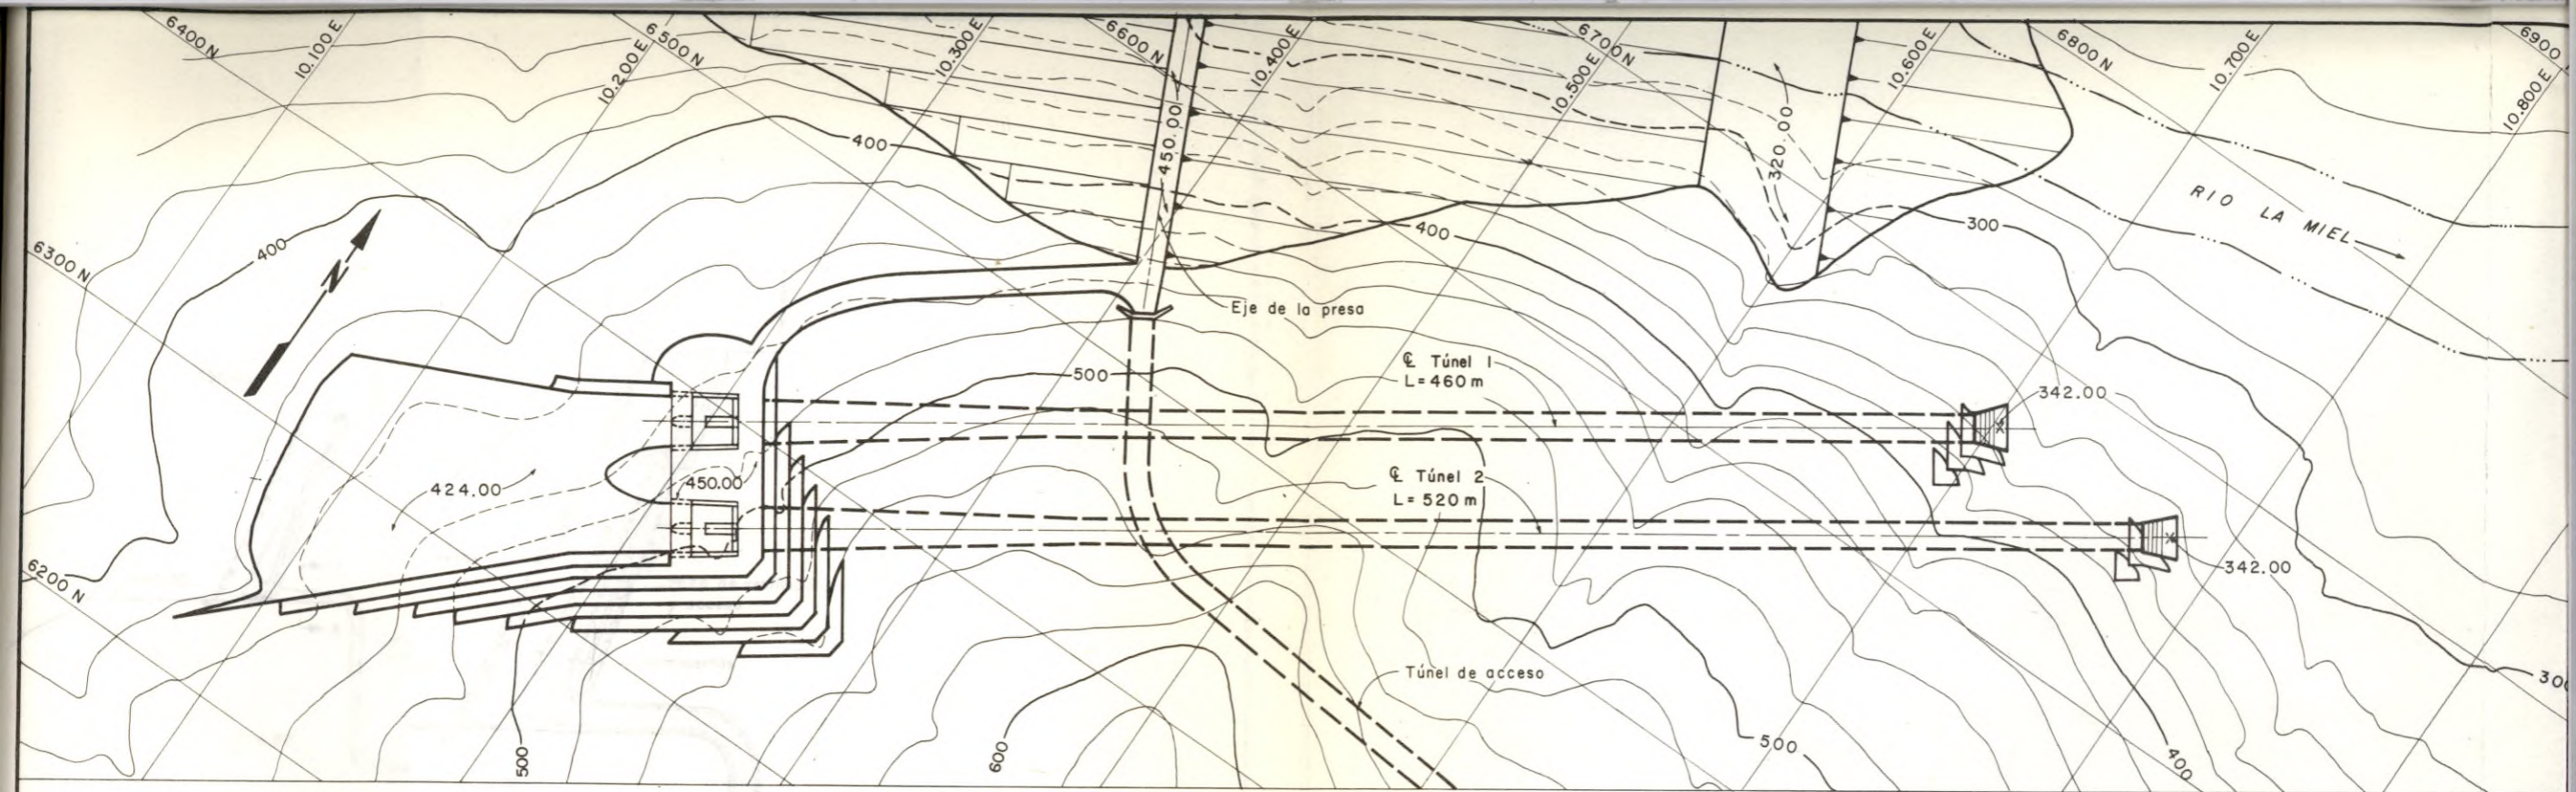 6400 N
10.100 E
10.200 E
6500 N
10.300 E
6600 N
10.400 E
10.500 E
6700 N
10.600 E
6800 N
10.700 E
6900
10.800 E
400
450.00
320.00
RIO LA MIEL
6300 N
400
N
400
300
Eje de la presa
500
℄ Túnel 1
L=460 m
342.00
424.00
450.00
℄ Túnel 2
L=520 m
342.00
6200 N
Túnel de acceso
300
500
600
500
400